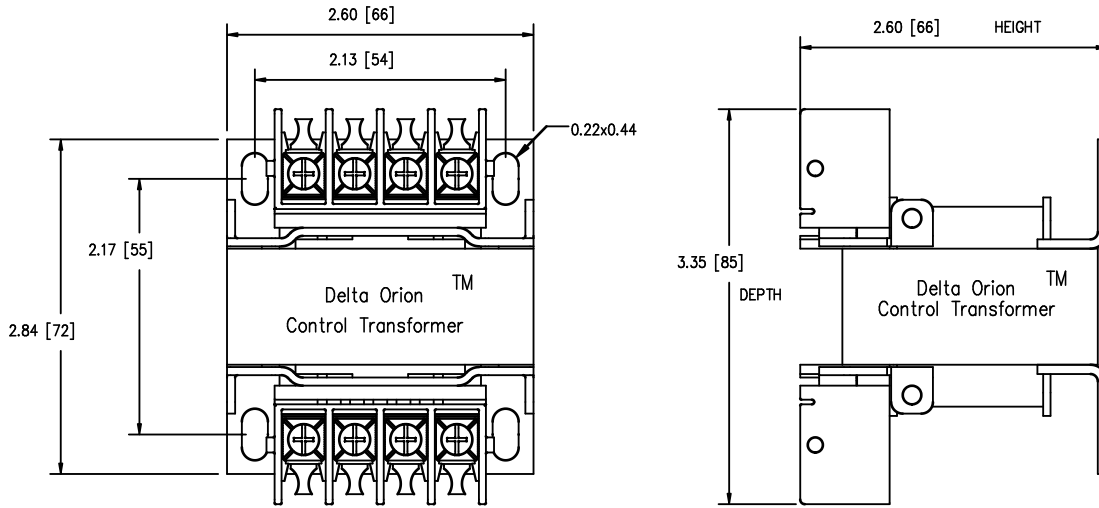 2.60 [66]
2.13 [54]
0.22x0.44
2.17 [55]
2.84 [72]
Delta Orion TM
Control Transformer
2.60 [66] HEIGHT
3.35 [85]
DEPTH
Delta Orion TM
Control Transformer